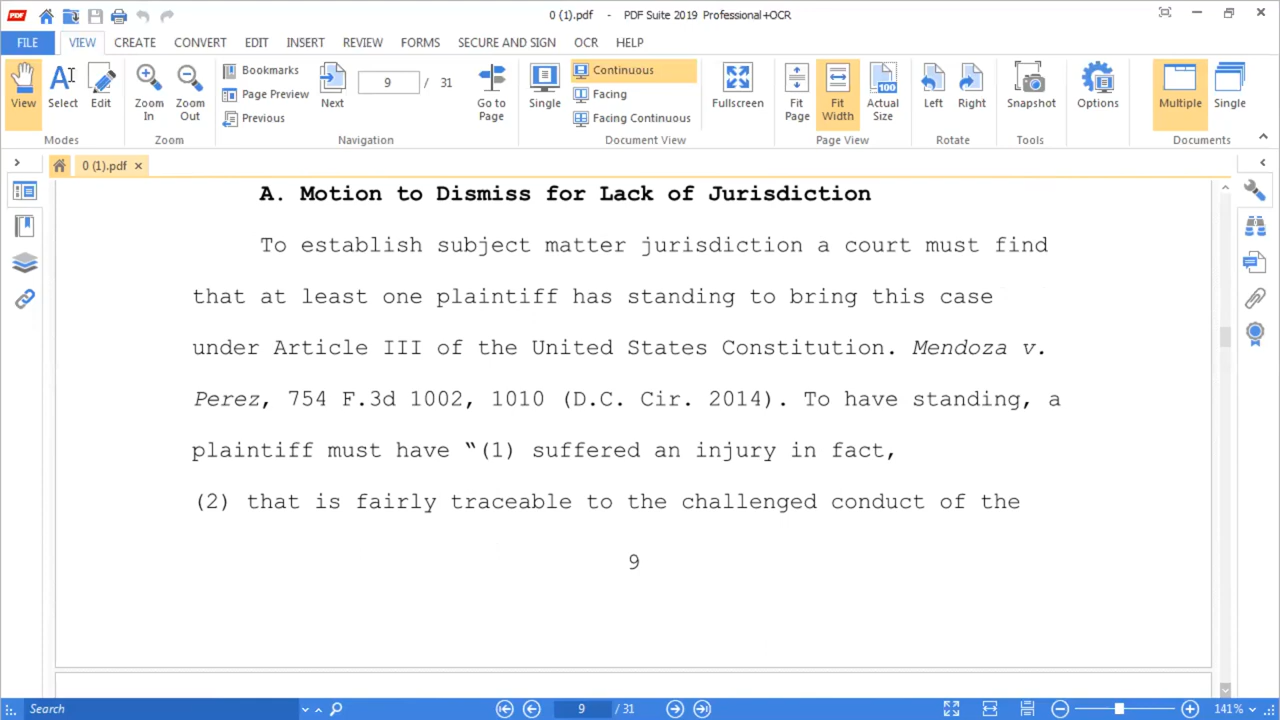 0 (1).pdf - PDF Suite 2019 Professional+OCR
FILE VIEW CREATE CONVERT EDIT INSERT REVIEW FORMS SECURE AND SIGN OCR HELP
View Select Edit
Modes
Zoom In
Zoom Out
Zoom
Bookmarks
Page Preview
Previous
Next
9 / 31
Go to Page
Navigation
Single
Continuous
Facing
Facing Continuous
Document View
Fit Page
Fit Width
Actual Size
100
Page View
Left Right
Rotate
Snapshot
Tools
Options
Multiple Single
Documents
0 (1).pdf
A. Motion to Dismiss for Lack of Jurisdiction
To establish subject matter jurisdiction a court must find
that at least one plaintiff has standing to bring this case
under Article III of the United States Constitution. Mendoza v.
Perez, 754 F.3d 1002, 1010 (D.C. Cir. 2014). To have standing, a
plaintiff must have “(1) suffered an injury in fact,
(2) that is fairly traceable to the challenged conduct of the
9
Search
9 / 31
141%